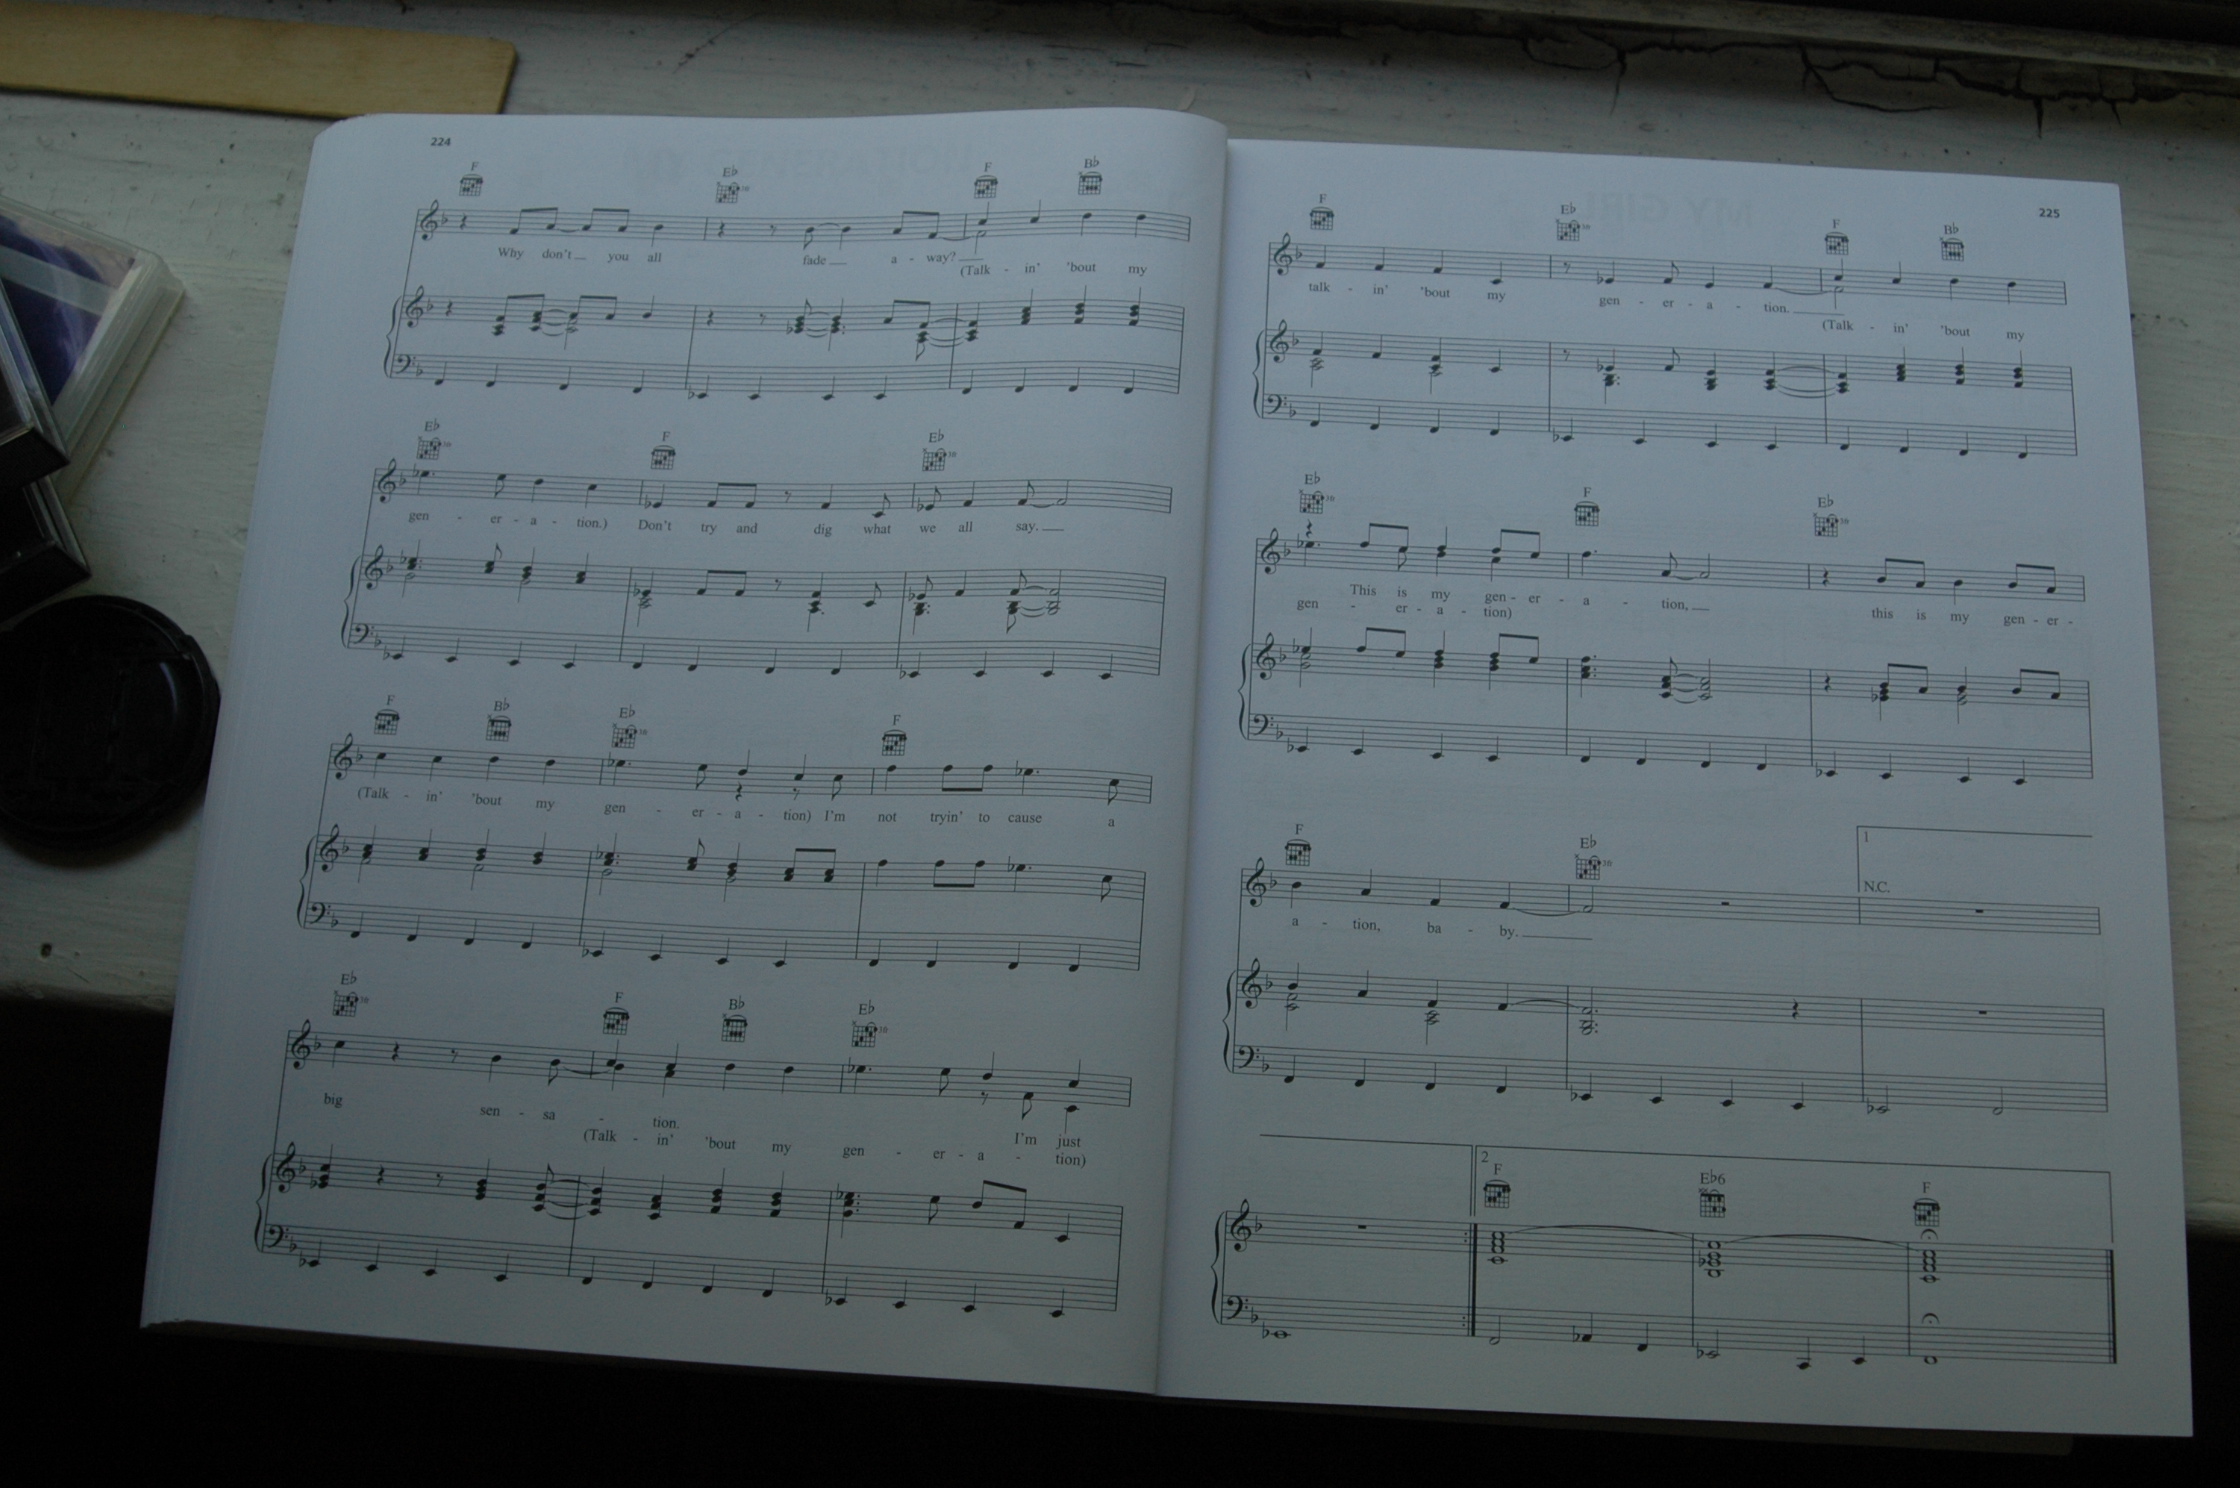 224
F Eb F Bb
Why don't you all fade a - way?
(Talk - in' 'bout my
Eb F Eb
gen - er - a - tion.) Don't try and dig what we all say.
F Bb Eb F
(Talk - in' 'bout my gen - er - a - tion) I'm not tryin' to cause a
Eb F Bb Eb
big sen - sa - tion. I'm just
(Talk - in' 'bout my gen - er - a - tion)
225
F Eb F Bb
talk - in' 'bout my gen - er - a - tion.
(Talk - in' 'bout my
Eb F Eb
This is my gen - er - a - tion, this is my gen - er -
gen - er - a - tion)
1
F Eb N.C.
a - tion, ba - by.
2
F Eb6 F